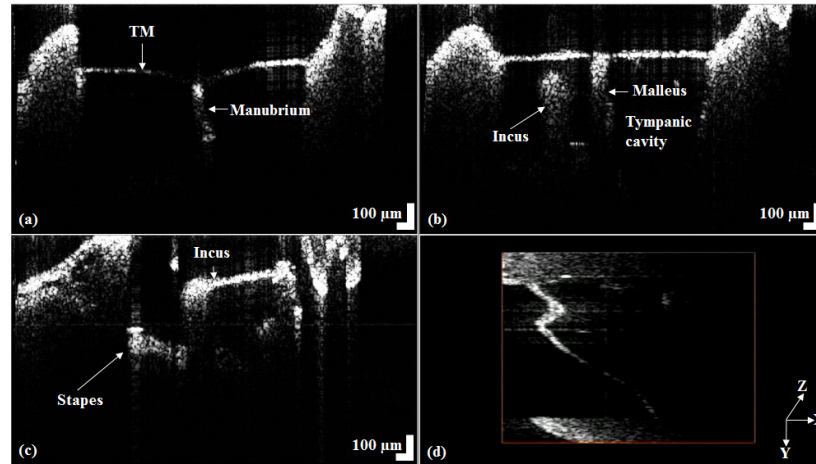 TM
Manubrium
100 µm
(a)
Malleus
Incus
Tympanic
cavity
100 µm
(b)
Incus
Stapes
100 µm
(c)
Z
X
Y
(d)